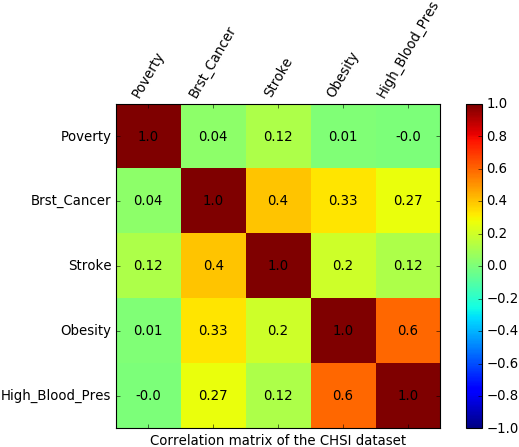 Poverty Brst_Cancer Stroke Obesity High_Blood_Pres
Poverty 1.0 0.04 0.12 0.01 -0.0
Brst_Cancer 0.04 1.0 0.4 0.33 0.27
Stroke 0.12 0.4 1.0 0.2 0.12
Obesity 0.01 0.33 0.2 1.0 0.6
High_Blood_Pres -0.0 0.27 0.12 0.6 1.0
Correlation matrix of the CHSI dataset
1.0
0.8
0.6
0.4
0.2
0.0
−0.2
−0.4
−0.6
−0.8
−1.0